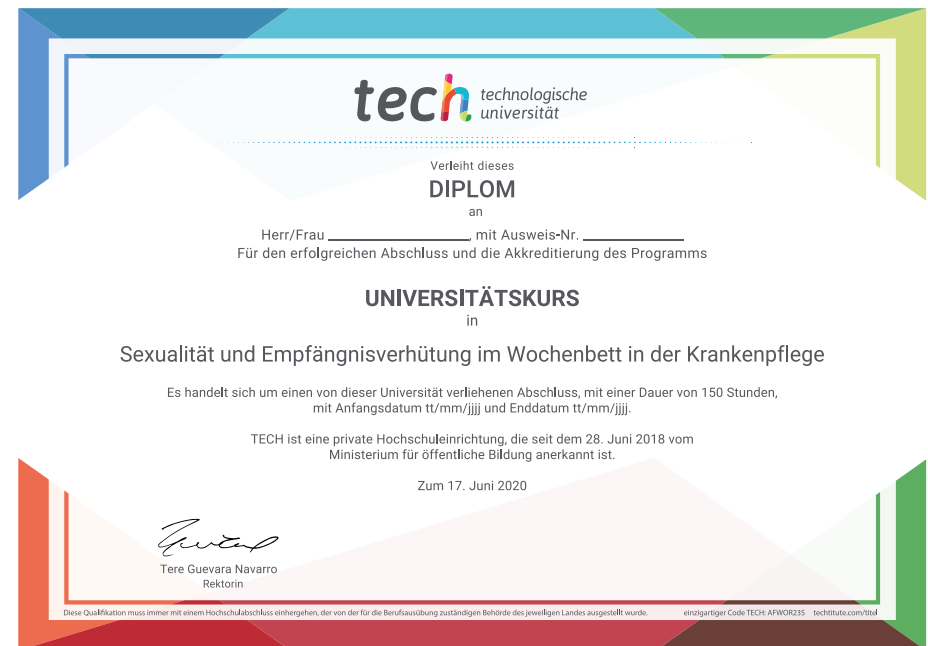 tech technologische
universität
Verleiht dieses
DIPLOM
an
Herr/Frau ________________, mit Ausweis-Nr. ____________
Für den erfolgreichen Abschluss und die Akkreditierung des Programms
UNIVERSITÄTSKURS
in
Sexualität und Empfängnisverhütung im Wochenbett in der Krankenpflege
Es handelt sich um einen von dieser Universität verliehenen Abschluss, mit einer Dauer von 150 Stunden,
mit Anfangsdatum tt/mm/jjjj und Enddatum tt/mm/jjjj.
TECH ist eine private Hochschuleinrichtung, die seit dem 28. Juni 2018 vom
Ministerium für öffentliche Bildung anerkannt ist.
Zum 17. Juni 2020
Tere Guevara Navarro
Rektorin
Diese Qualifikation muss immer mit einem Hochschulabschluss einhergehen, der von der für die Berufsausübung zuständigen Behörde des jeweiligen Landes ausgestellt wurde. einzigartiger Code TECH: AFWOR23S techtitute.com/titel